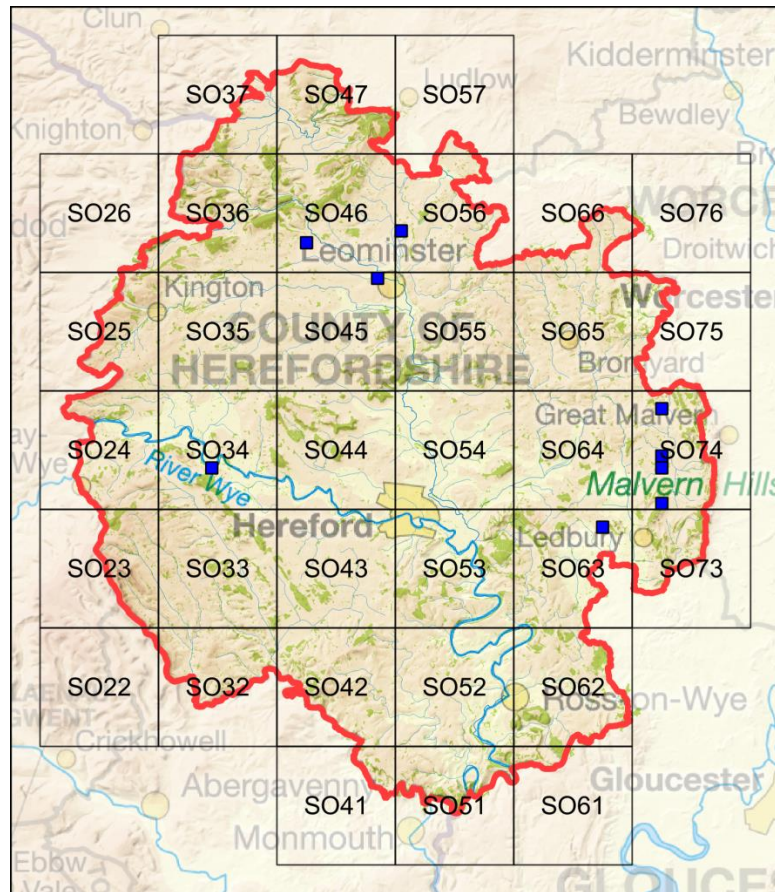 Clun
SO37
SO47
SO57
Ludlow
Kidderminster
Bewdley
Knighton
SO26
SO36
SO46
SO56
SO66
SO76
Leominster
Droitwich
Kington
Worcester
SO25
SO35
SO45
SO55
SO65
SO75
COUNTY OF
HEREFORDSHIRE
Bromyard
Great Malvern
SO24
SO34
SO44
SO54
SO64
SO74
River Wye
Malvern Hills
Hereford
Ledbury
SO23
SO33
SO43
SO53
SO63
SO73
SO22
SO32
SO42
SO52
SO62
Ross-on-Wye
Crickhowell
Abergavenny
Gloucester
SO41
SO51
SO61
Monmouth
Ebbw
Vale